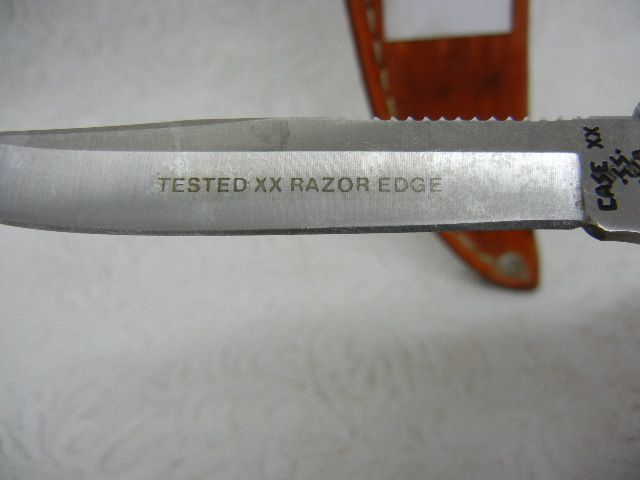 TESTED XX RAZOR EDGE
CASE XX